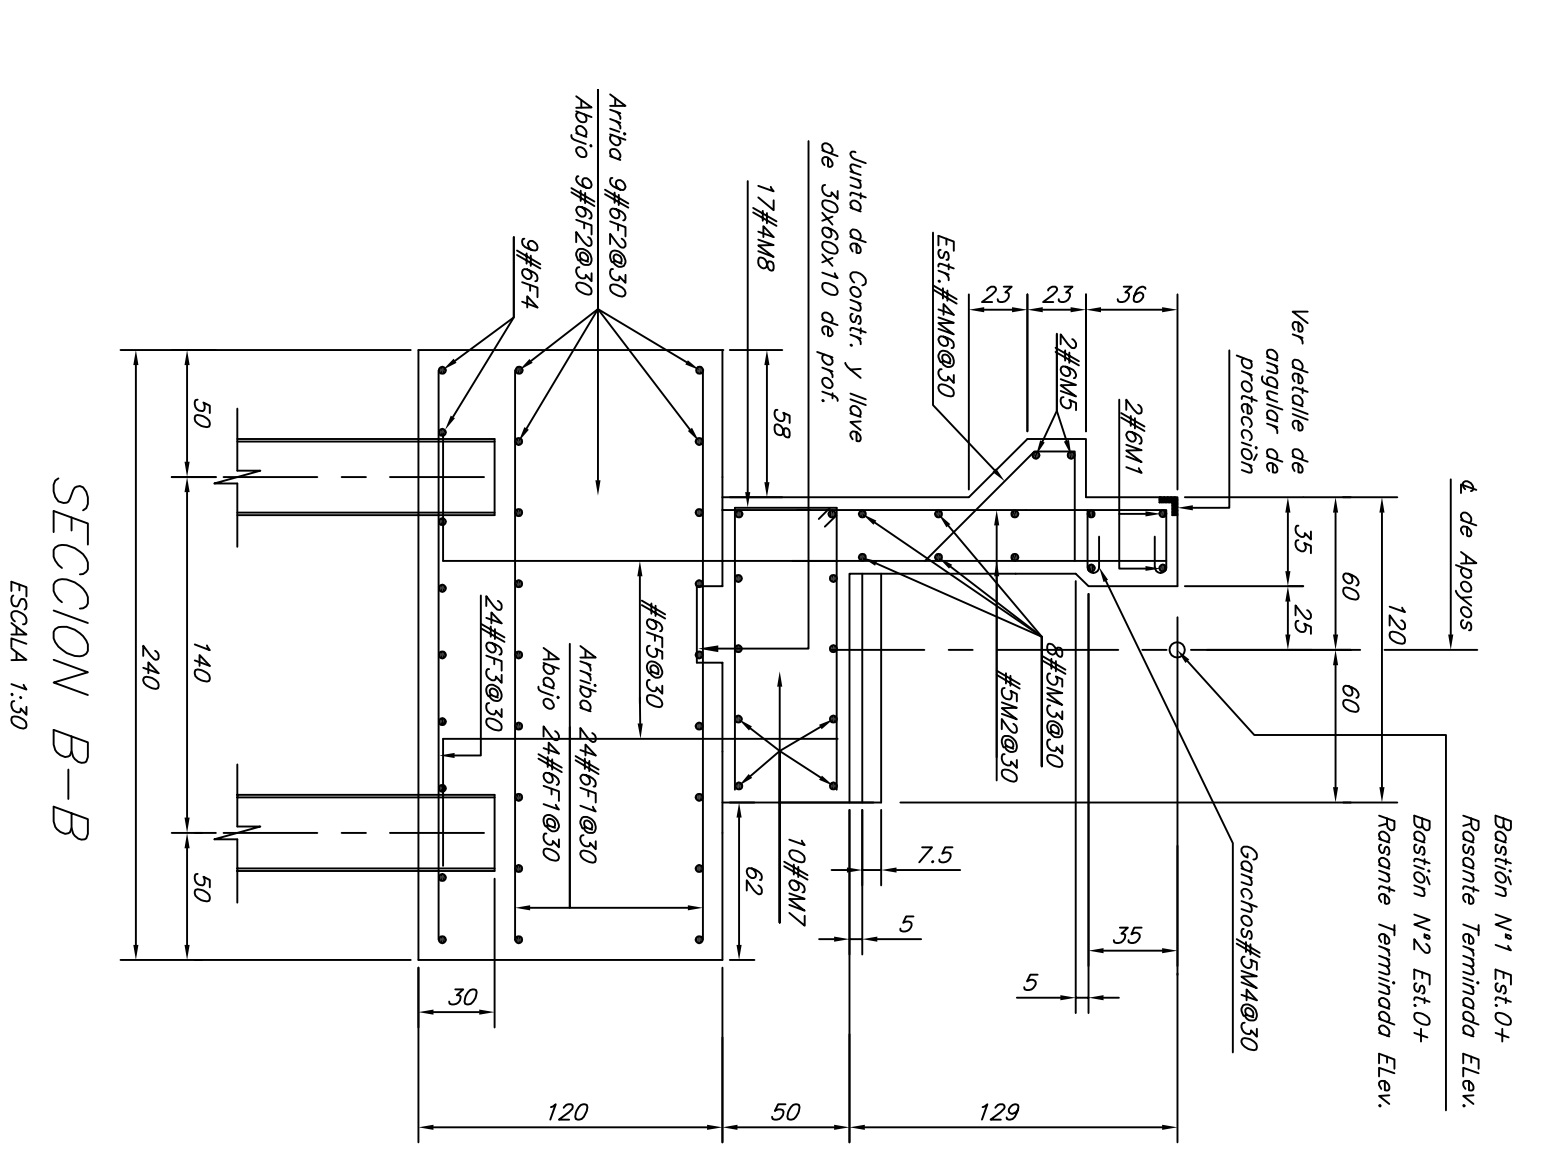 Bastión N°1 Est.0+
Rasante Terminada ELev.
Bastión N°2 Est.0+
Rasante Terminada ELev.
℄ de Apoyos
Ver detalle de
angular de
protecciòn
120
60
60
35
25
36
23
23
2#6M1
2#6M5
Estr.#4M6@30
Ganchos#5M4@30
8#5M3@30
#5M2@30
Junta de Constr. y llave
de 30x60x10 de prof.
17#4M8
58
62
10#6M7
7.5
5
35
5
129
50
120
30
Arriba 9#6F2@30
Abajo 9#6F2@30
9#6F4
#6F5@30
Arriba 24#6F1@30
Abajo 24#6F1@30
24#6F3@30
50
140
50
240
SECCION B-B
ESCALA 1:30